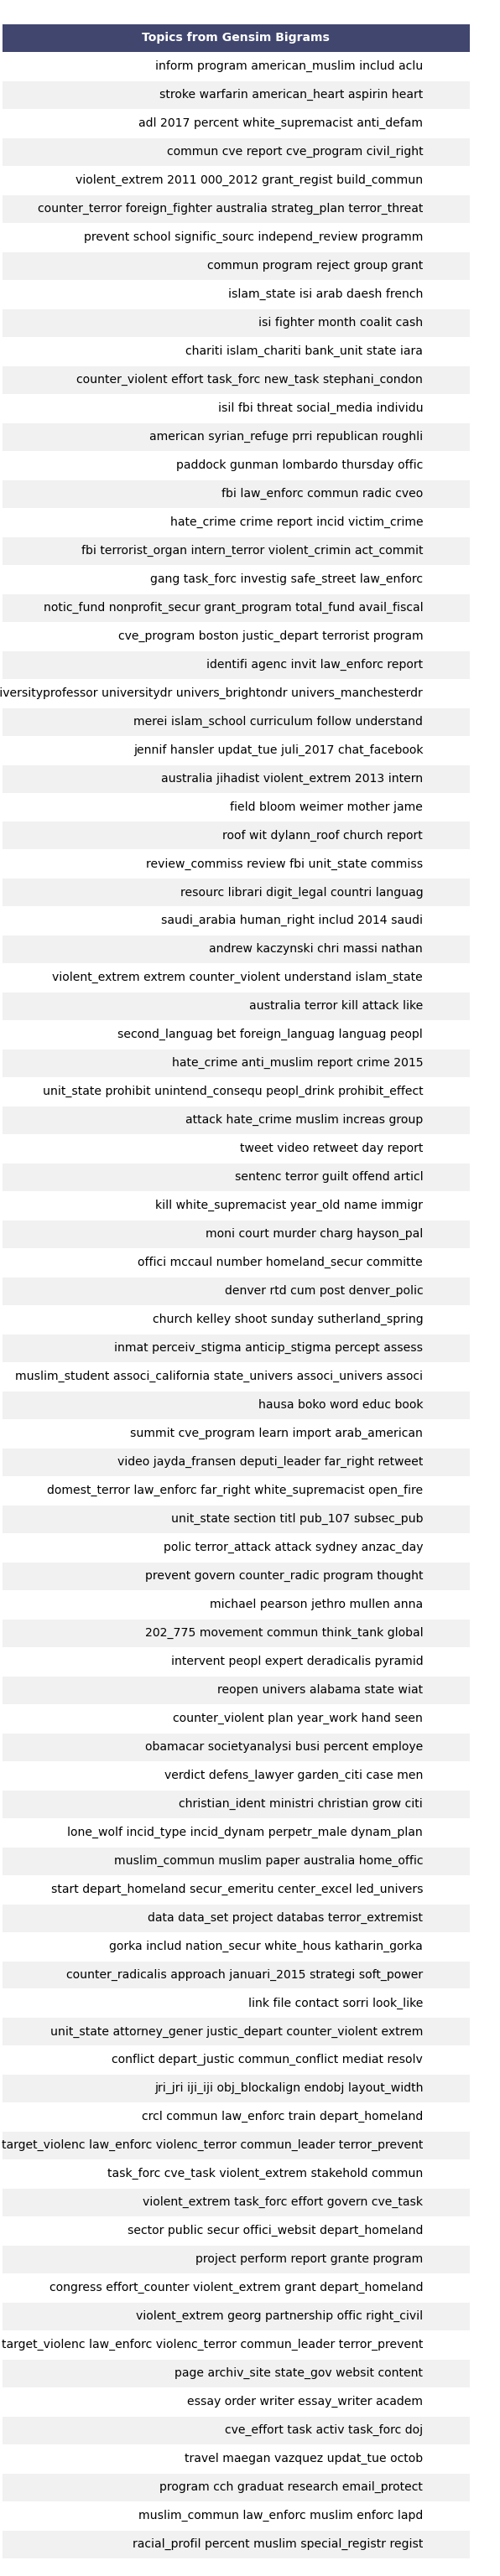 Topics from Gensim Bigrams
inform program american_muslim includ aclu
stroke warfarin american_heart aspirin heart
adl 2017 percent white_supremacist anti_defam
commun cve report cve_program civil_right
violent_extrem 2011 000_2012 grant_regist build_commun
counter_terror foreign_fighter australia strateg_plan terror_threat
prevent school signific_sourc independ_review programm
commun program reject group grant
islam_state isi arab daesh french
isi fighter month coalit cash
chariti islam_chariti bank_unit state iara
counter_violent effort task_forc new_task stephani_condon
isil fbi threat social_media individu
american syrian_refuge prri republican roughli
paddock gunman lombardo thursday offic
fbi law_enforc commun radic cveo
hate_crime crime report incid victim_crime
fbi terrorist_organ intern_terror violent_crimin act_commit
gang task_forc investig safe_street law_enforc
notic_fund nonprofit_secur grant_program total_fund avail_fiscal
cve_program boston justic_depart terrorist program
identifi agenc invit law_enforc report
iversityprofessor universitydr univers_brightondr univers_manchesterdr
merei islam_school curriculum follow understand
jennif hansler updat_tue juli_2017 chat_facebook
australia jihadist violent_extrem 2013 intern
field bloom weimer mother jame
roof wit dylann_roof church report
review_commiss review fbi unit_state commiss
resourc librari digit_legal countri languag
saudi_arabia human_right includ 2014 saudi
andrew kaczynski chri massi nathan
violent_extrem extrem counter_violent understand islam_state
australia terror kill attack like
second_languag bet foreign_languag languag peopl
hate_crime anti_muslim report crime 2015
unit_state prohibit unintend_consequ peopl_drink prohibit_effect
attack hate_crime muslim increas group
tweet video retweet day report
sentenc terror guilt offend articl
kill white_supremacist year_old name immigr
moni court murder charg hayson_pal
offici mccaul number homeland_secur committe
denver rtd cum post denver_polic
church kelley shoot sunday sutherland_spring
inmat perceiv_stigma anticip_stigma percept assess
muslim_student associ_california state_univers associ_univers associ
hausa boko word educ book
summit cve_program learn import arab_american
video jayda_fransen deputi_leader far_right retweet
domest_terror law_enforc far_right white_supremacist open_fire
unit_state section titl pub_107 subsec_pub
polic terror_attack attack sydney anzac_day
prevent govern counter_radic program thought
michael pearson jethro mullen anna
202_775 movement commun think_tank global
intervent peopl expert deradicalis pyramid
reopen univers alabama state wiat
counter_violent plan year_work hand seen
obamacar societyanalysi busi percent employe
verdict defens_lawyer garden_citi case men
christian_ident ministri christian grow citi
lone_wolf incid_type incid_dynam perpetr_male dynam_plan
muslim_commun muslim paper australia home_offic
start depart_homeland secur_emeritu center_excel led_univers
data data_set project databas terror_extremist
gorka includ nation_secur white_hous katharin_gorka
counter_radicalis approach januari_2015 strategi soft_power
link file contact sorri look_like
unit_state attorney_gener justic_depart counter_violent extrem
conflict depart_justic commun_conflict mediat resolv
jri_jri iji_iji obj_blockalign endobj layout_width
crcl commun law_enforc train depart_homeland
target_violenc law_enforc violenc_terror commun_leader terror_prevent
task_forc cve_task violent_extrem stakehold commun
violent_extrem task_forc effort govern cve_task
sector public secur offici_websit depart_homeland
project perform report grante program
congress effort_counter violent_extrem grant depart_homeland
violent_extrem georg partnership offic right_civil
target_violenc law_enforc violenc_terror commun_leader terror_prevent
page archiv_site state_gov websit content
essay order writer essay_writer academ
cve_effort task activ task_forc doj
travel maegan vazquez updat_tue octob
program cch graduat research email_protect
muslim_commun law_enforc muslim enforc lapd
racial_profil percent muslim special_registr regist